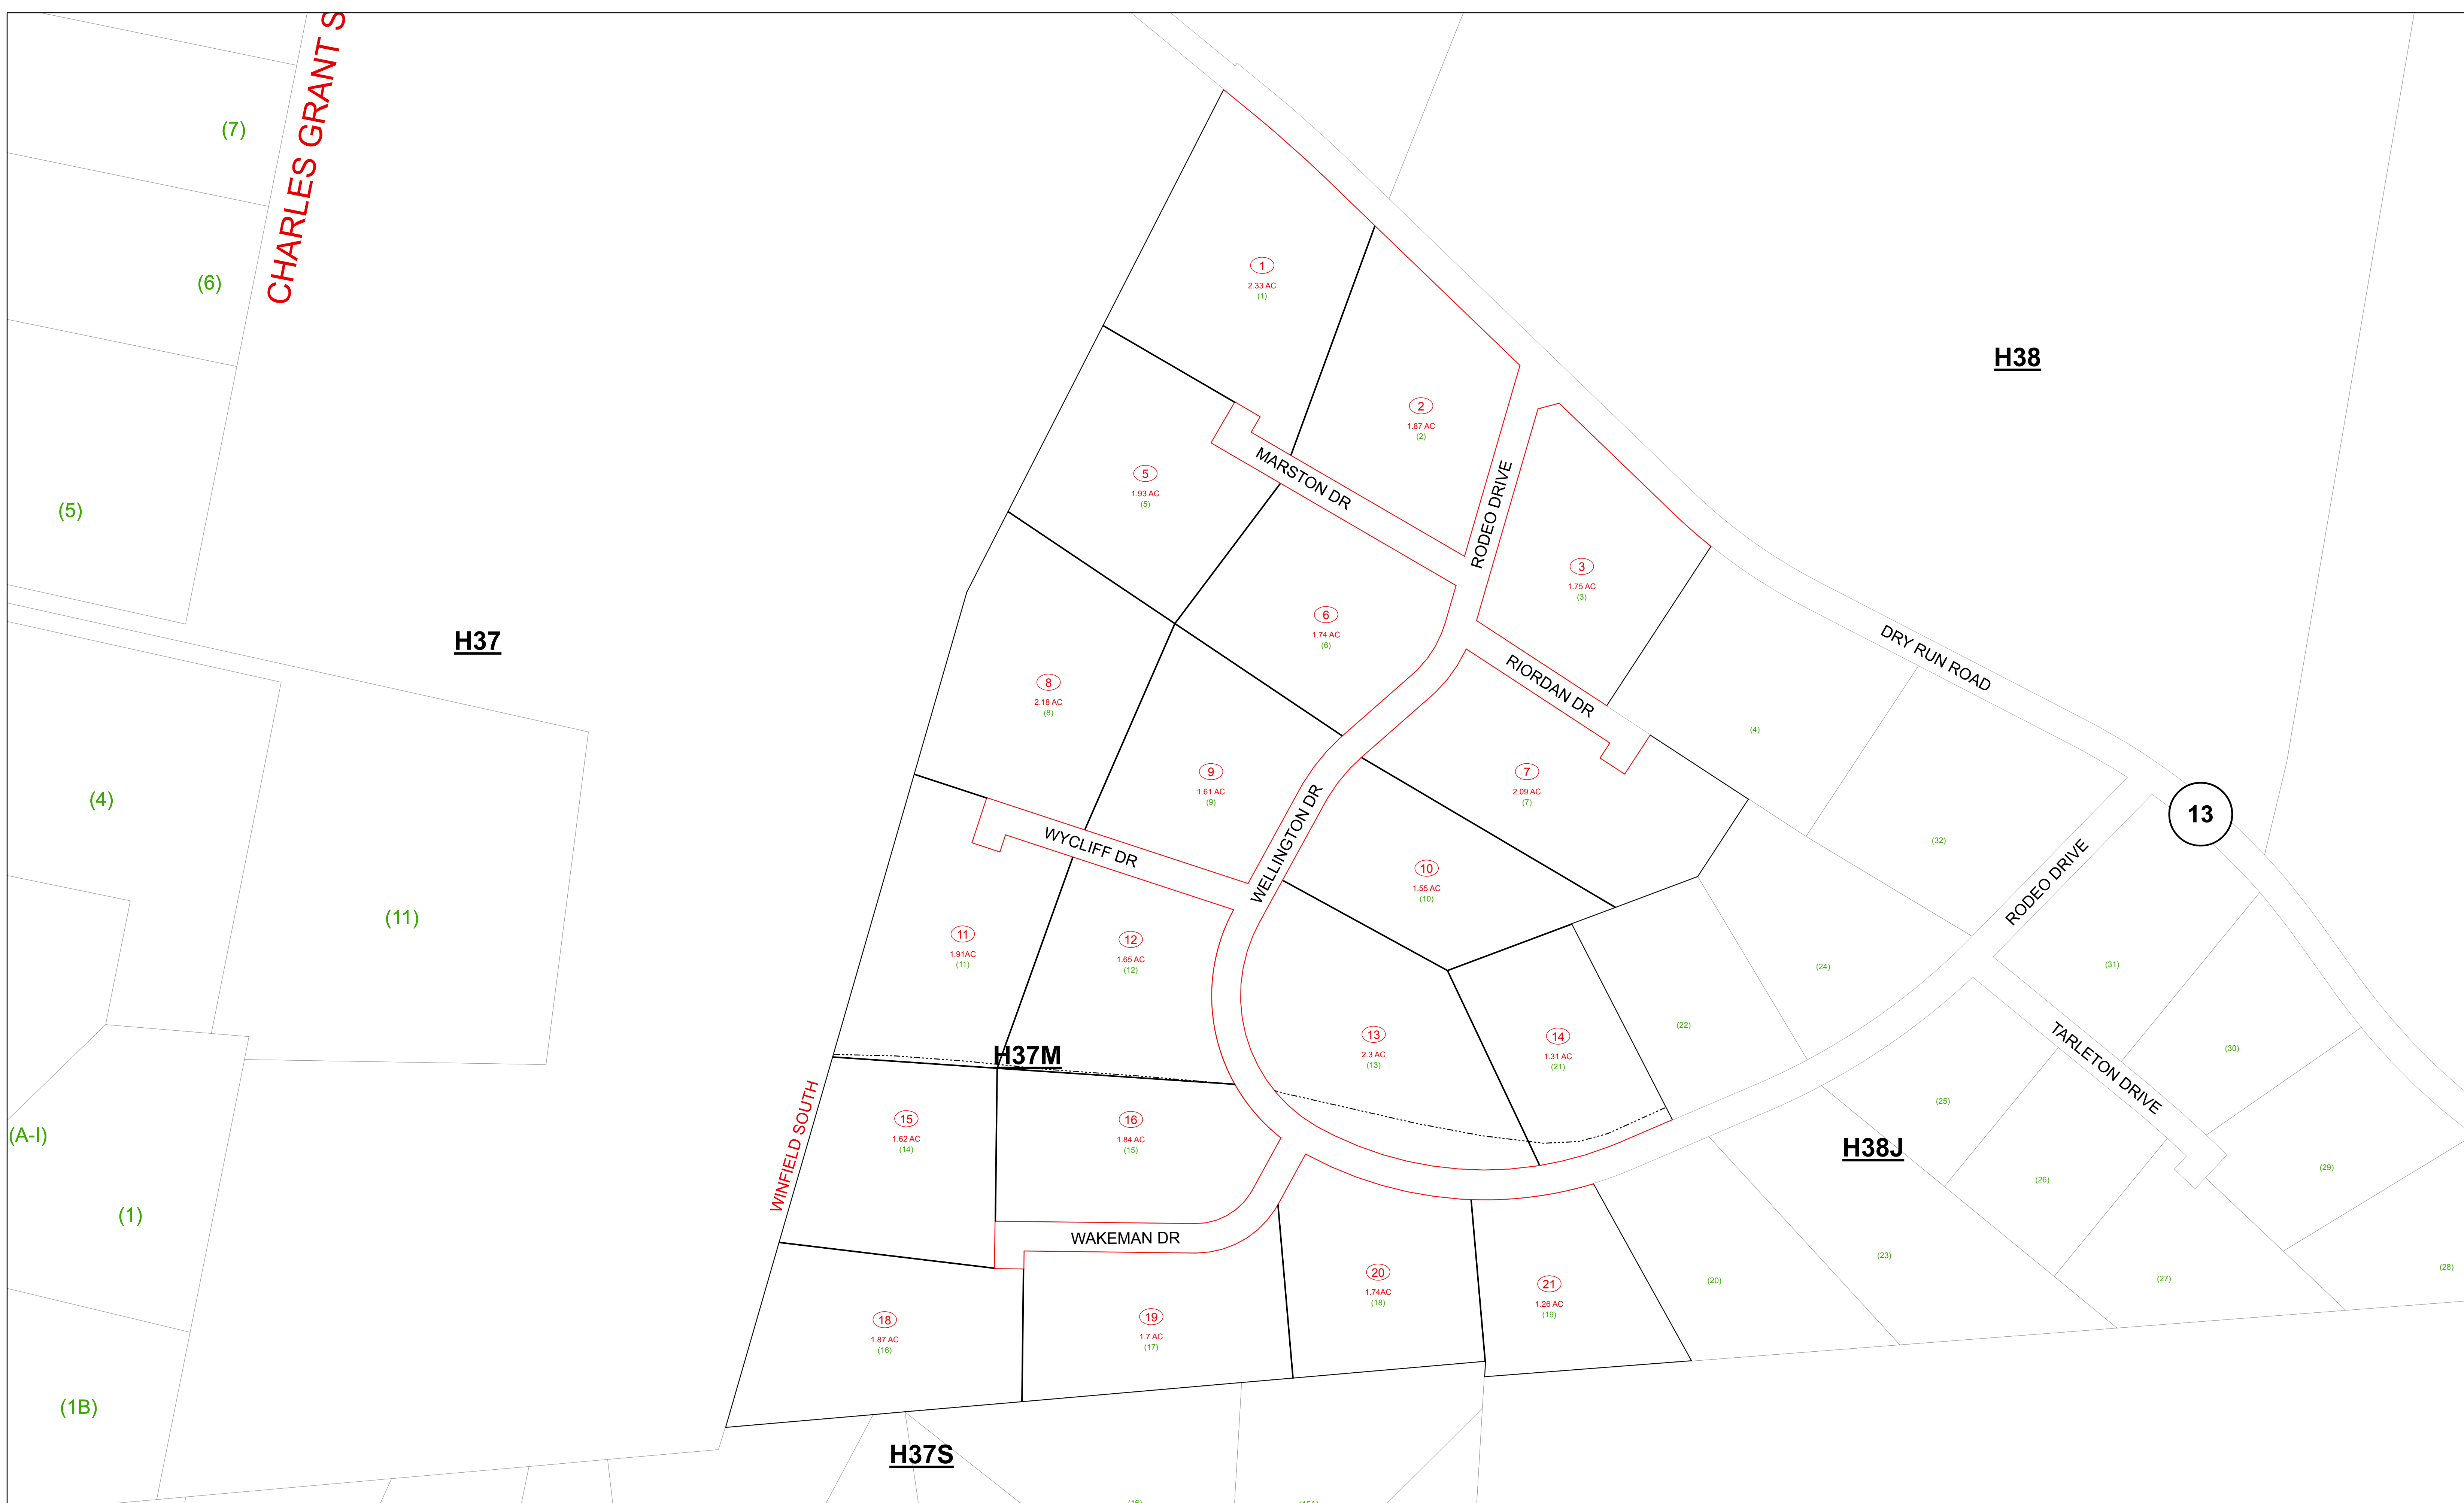 CHARLES GRANT S
(7)
(6)
(5)
H37
(4)
(11)
(A-I)
(1)
(1B)
H38
1
2.33 AC
(1)
2
1.87 AC
(2)
MARSTON DR
RODEO DRIVE
5
1.93 AC
(5)
3
1.75 AC
(3)
6
1.74 AC
(6)
RIORDAN DR
DRY RUN ROAD
8
2.18 AC
(8)
(4)
9
1.61 AC
(9)
7
2.09 AC
(7)
13
WYCLIFF DR
WELLINGTON DR
(32)
RODEO DRIVE
10
1.55 AC
(10)
11
1.91AC
(11)
12
1.65 AC
(12)
(24)
(31)
H37M
13
2.3 AC
(13)
14
1.31 AC
(21)
(22)
TARLETON DRIVE
(30)
WINFIELD SOUTH
15
1.62 AC
(14)
16
1.84 AC
(15)
(25)
H38J
(26)
(29)
WAKEMAN DR
20
1.74AC
(18)
21
1.26 AC
(19)
(20)
(23)
(27)
(28)
18
1.87 AC
(16)
19
1.7 AC
(17)
H37S